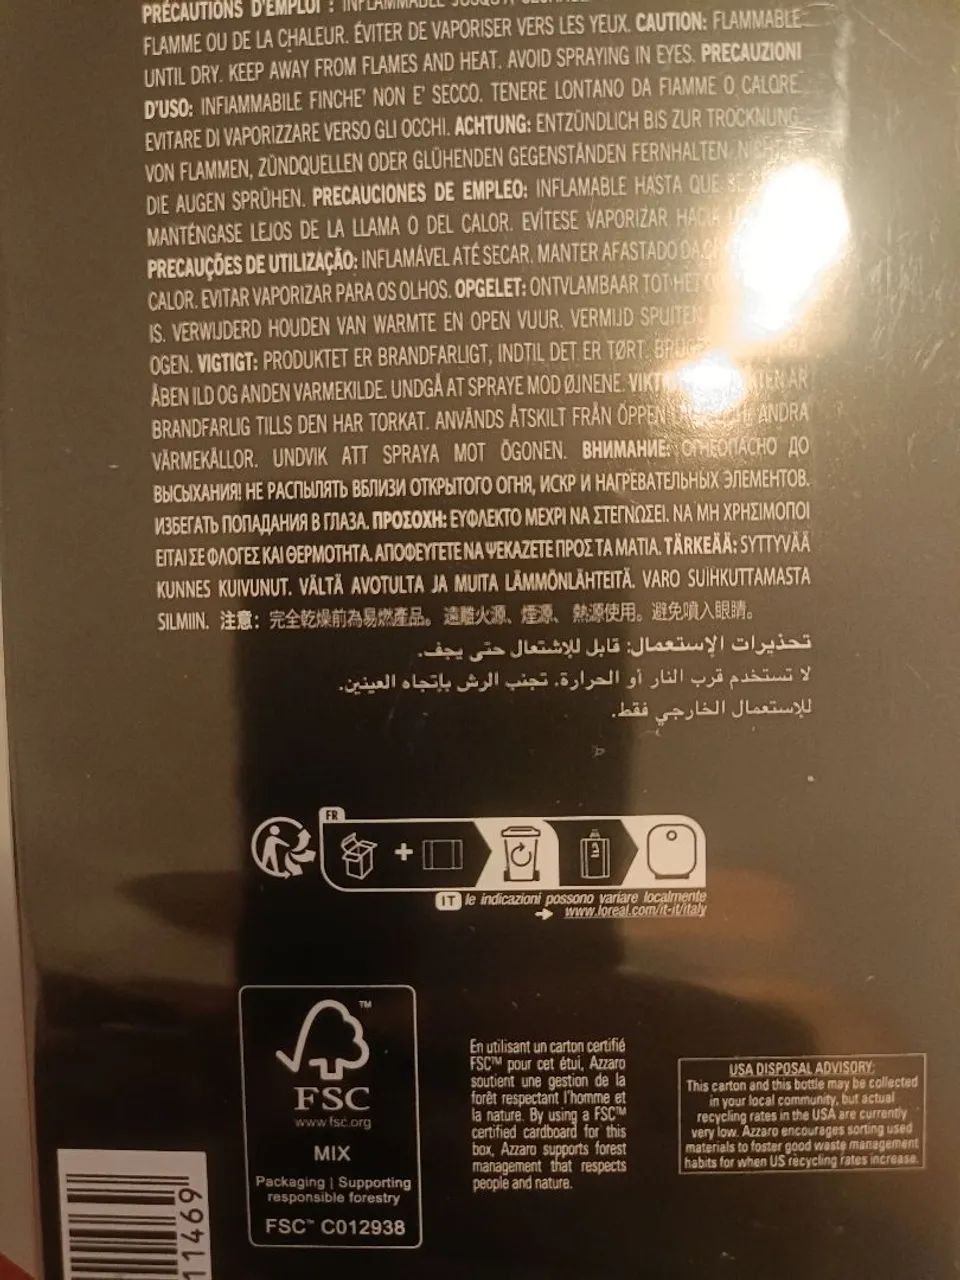 PRÉCAUTIONS D'EMPLOI : INFLAMMABLE
FLAMME OU DE LA CHALEUR. ÉVITER DE VAPORISER VERS LES YEUX. CAUTION: FLAMMABLE
UNTIL DRY. KEEP AWAY FROM FLAMES AND HEAT. AVOID SPRAYING IN EYES. PRECAUZIONI
D'USO: INFIAMMABILE FINCHE' NON E' SECCO. TENERE LONTANO DA FIAMME O CALORE.
EVITARE DI VAPORIZZARE VERSO GLI OCCHI. ACHTUNG: ENTZÜNDLICH BIS ZUR TROCKNUNG.
VON FLAMMEN, ZÜNDQUELLEN ODER GLÜHENDEN GEGENSTÄNDEN FERNHALTEN.
DIE AUGEN SPRÜHEN. PRECAUCIONES DE EMPLEO: INFLAMABLE HASTA QUE
MANTÉNGASE LEJOS DE LA LLAMA O DEL CALOR. EVÍTESE VAPORIZAR HACIA
PRECAUÇÕES DE UTILIZAÇÃO: INFLAMÁVEL ATÉ SECAR. MANTER AFASTADO DA
CALOR. EVITAR VAPORIZAR PARA OS OLHOS. OPGELET: ONTVLAMBAAR TOT HET
IS. VERWIJDERD HOUDEN VAN WARMTE EN OPEN VUUR. VERMIJD SPUITEN
OGEN. VIGTIGT: PRODUKTET ER BRANDFARLIGT, INDTIL DET ER TØRT.
ÅBEN ILD OG ANDEN VARMEKILDE. UNDGÅ AT SPRAYE MOD ØJNENE. ÄR
BRANDFARLIG TILLS DEN HAR TORKAT. ANVÄNDS ÅTSKILT FRÅN ÖPPEN ANDRA
VÄRMEKÄLLOR. UNDVIK ATT SPRAYA MOT ÖGONEN. ВНИМАНИЕ: ОГНЕОПАСНО ДО
ВЫСЫХАНИЯ! НЕ РАСПЫЛЯТЬ ВБЛИЗИ ОТКРЫТОГО ОГНЯ, ИСКР И НАГРЕВАТЕЛЬНЫХ ЭЛЕМЕНТОВ.
ИЗБЕГАТЬ ПОПАДАНИЯ В ГЛАЗА. ΠΡΟΣΟΧΗ: ΕΥΦΛΕΚΤΟ ΜΕΧΡΙ ΝΑ ΣΤΕΓΝΩΣΕΙ. ΝΑ ΜΗ ΧΡΗΣΙΜΟΠΟΙ
ΕΙΤΑΙ ΣΕ ΦΛΟΓΕΣ ΚΑΙ ΘΕΡΜΟΤΗΤΑ. ΑΠΟΦΕΥΓΕΤΕ ΝΑ ΨΕΚΑΖΕΤΕ ΠΡΟΣ ΤΑ ΜΑΤΙΑ. TÄRKEÄÄ: SYTTYVÄÄ
KUNNES KUIVUNUT. VÄLTÄ AVOTULTA JA MUITA LÄMMÖNLÄHTEITÄ. VARO SUIHKUTTAMASTA
SILMIIN. 注意：完全乾燥前為易燃產品。遠離火源、煙源、熱源使用。避免噴入眼睛。
تحذيرات الإستعمال: قابل للإشتعال حتى يجف.
لا تستخدم قرب النار أو الحرارة. تجنب الرش بإتجاه العينين.
للإستعمال الخارجي فقط.
FR
+
IT le indicazioni possono variare localmente
www.loreal.com/it-it/italy
FSC™
www.fsc.org
MIX
Packaging | Supporting
responsible forestry
FSC™ C012938
En utilisant un carton certifié
FSC™ pour cet étui, Azzaro
soutient une gestion de la
forêt respectant l'homme et
la nature. By using a FSC™
certified cardboard for this
box, Azzaro supports forest
management that respects
people and nature.
USA DISPOSAL ADVISORY:
This carton and this bottle may be collected
in your local community, but actual
recycling rates in the USA are currently
very low. Azzaro encourages sorting used
materials to foster good waste management
habits for when US recycling rates increase.
11469